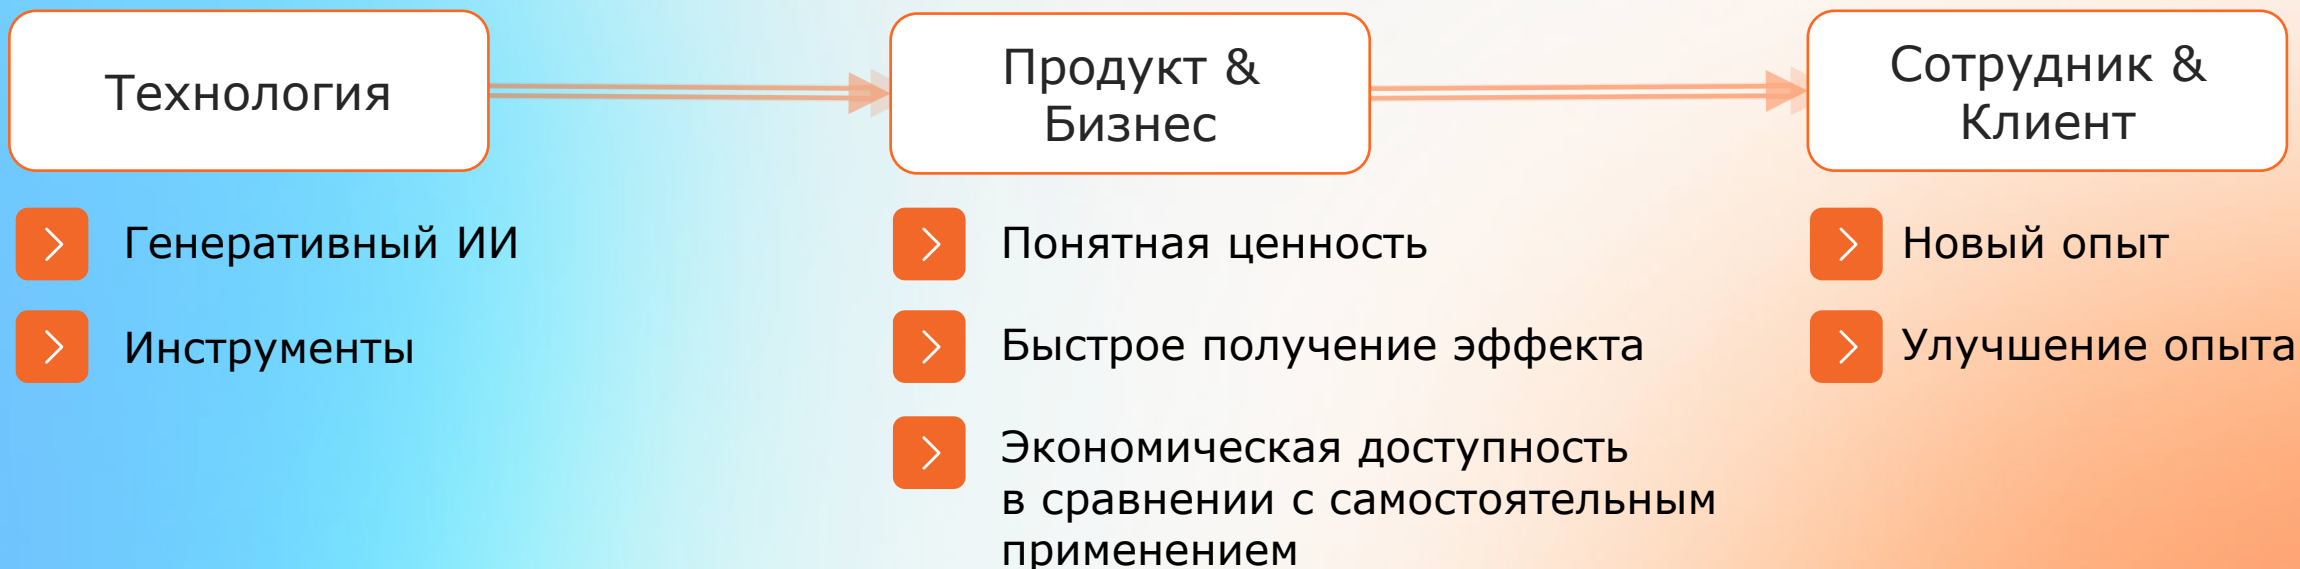 Технология
Генеративный ИИ
Инструменты
Продукт &
Бизнес
Понятная ценность
Быстрое получение эффекта
Экономическая доступность
в сравнении с самостоятельным
применением
Сотрудник &
Клиент
Новый опыт
Улучшение опыта